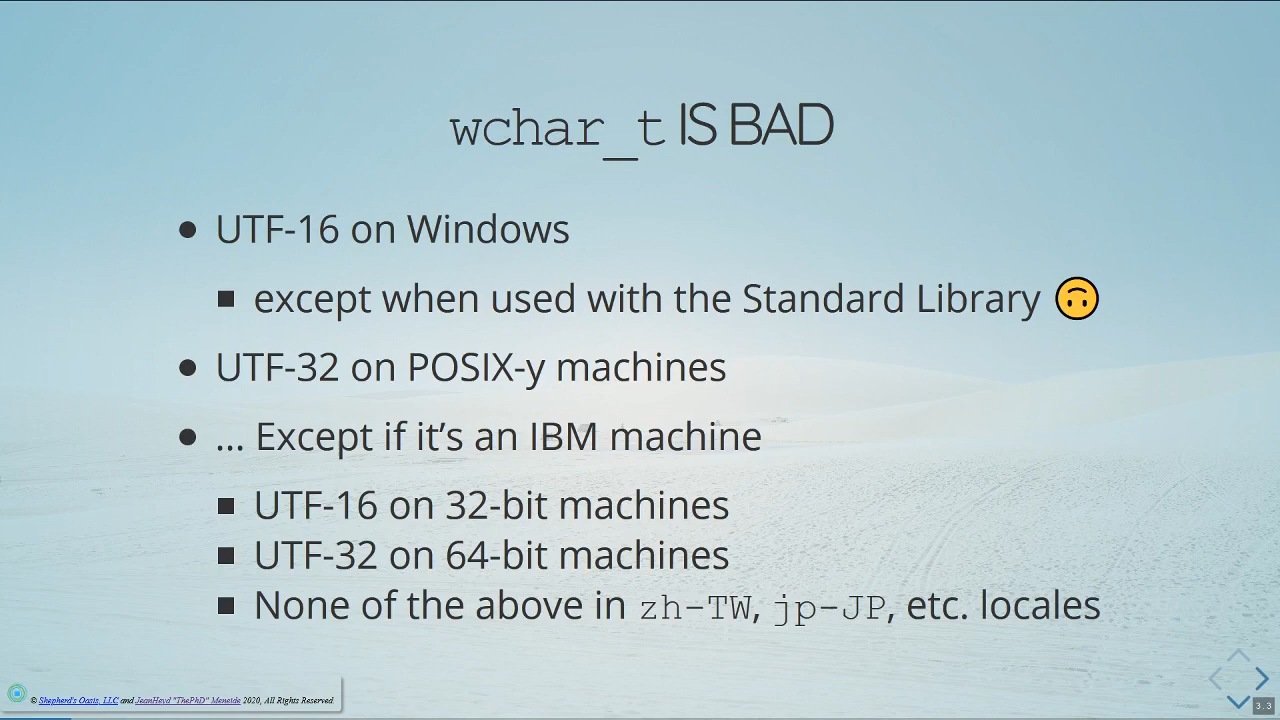 wchar_t IS BAD
UTF-16 on Windows
except when used with the Standard Library 🙃
UTF-32 on POSIX-y machines
... Except if it’s an IBM machine
UTF-16 on 32-bit machines
UTF-32 on 64-bit machines
None of the above in zh-TW, jp-JP, etc. locales
© Shepherd's Oasis, LLC and JeanHeyd "ThePhD" Meneide 2020, All Rights Reserved.
3.3